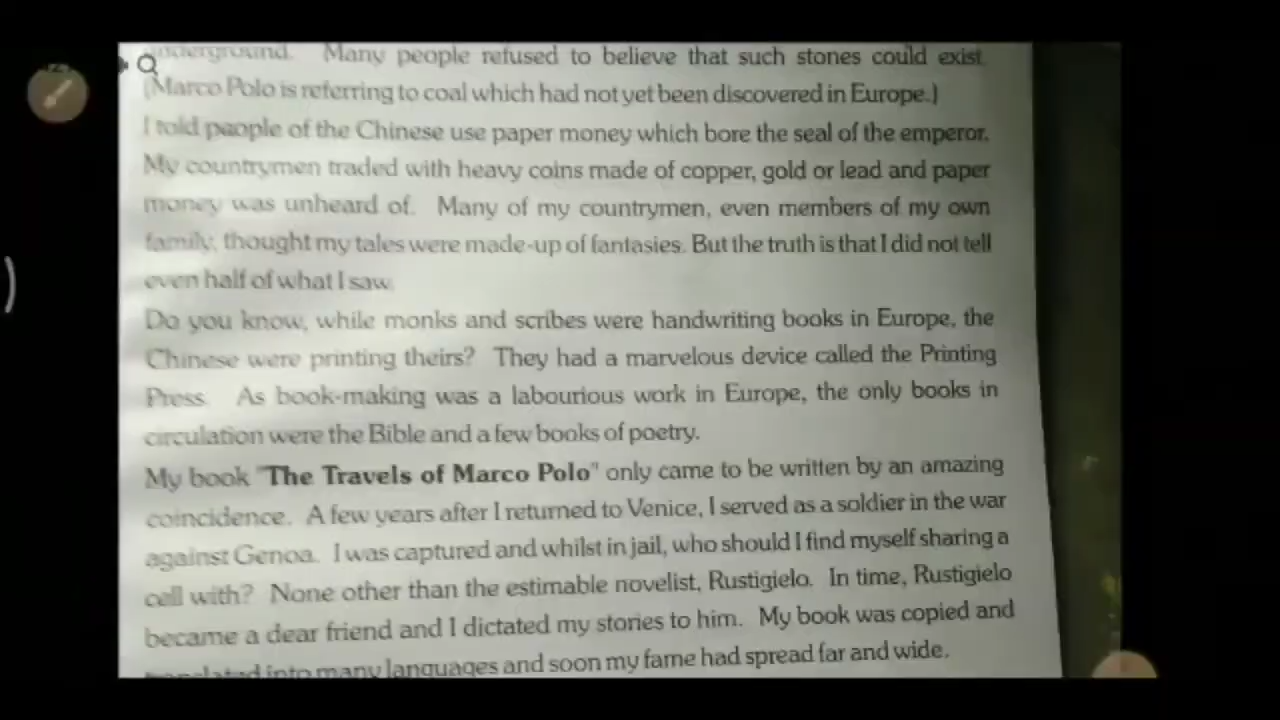 underground. Many people refused to believe that such stones could exist.
(Marco Polo is referring to coal which had not yet been discovered in Europe.)
I told people of the Chinese use paper money which bore the seal of the emperor.
My countrymen traded with heavy coins made of copper, gold or lead and paper
money was unheard of. Many of my countrymen, even members of my own
family, thought my tales were made-up of fantasies. But the truth is that I did not tell
even half of what I saw.
Do you know, while monks and scribes were handwriting books in Europe, the
Chinese were printing theirs? They had a marvelous device called the Printing
Press. As book-making was a labourious work in Europe, the only books in
circulation were the Bible and a few books of poetry.
My book "The Travels of Marco Polo" only came to be written by an amazing
coincidence. A few years after I returned to Venice, I served as a soldier in the war
against Genoa. I was captured and whilst in jail, who should I find myself sharing a
cell with? None other than the estimable novelist, Rustigielo. In time, Rustigielo
became a dear friend and I dictated my stories to him. My book was copied and
translated into many languages and soon my fame had spread far and wide.